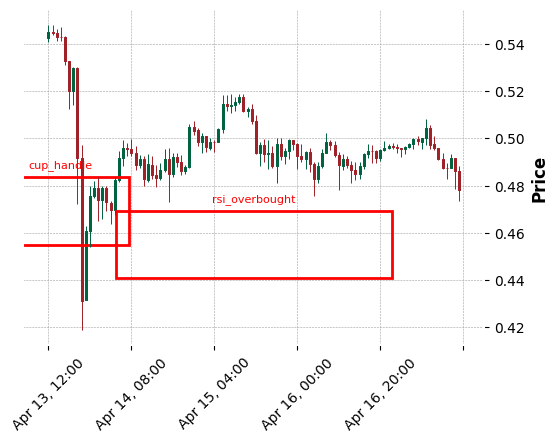 0.54
0.52
0.50
cup_handle
0.48
rsi_overbought
0.46
0.44
0.42
Price
Apr 13, 12:00
Apr 14, 08:00
Apr 15, 04:00
Apr 16, 00:00
Apr 16, 20:00